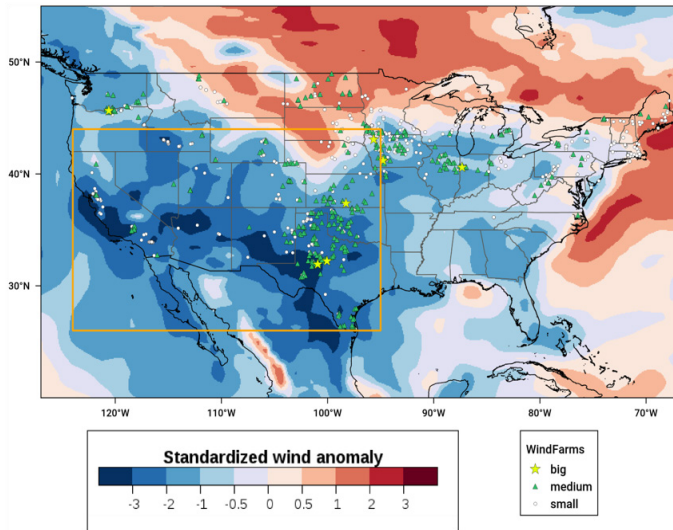 50°N
40°N
30°N
120°W 110°W 100°W 90°W 80°W 70°W
Standardized wind anomaly
-3 -2 -1 -0.5 0 0.5 1 2 3
WindFarms
big
medium
small